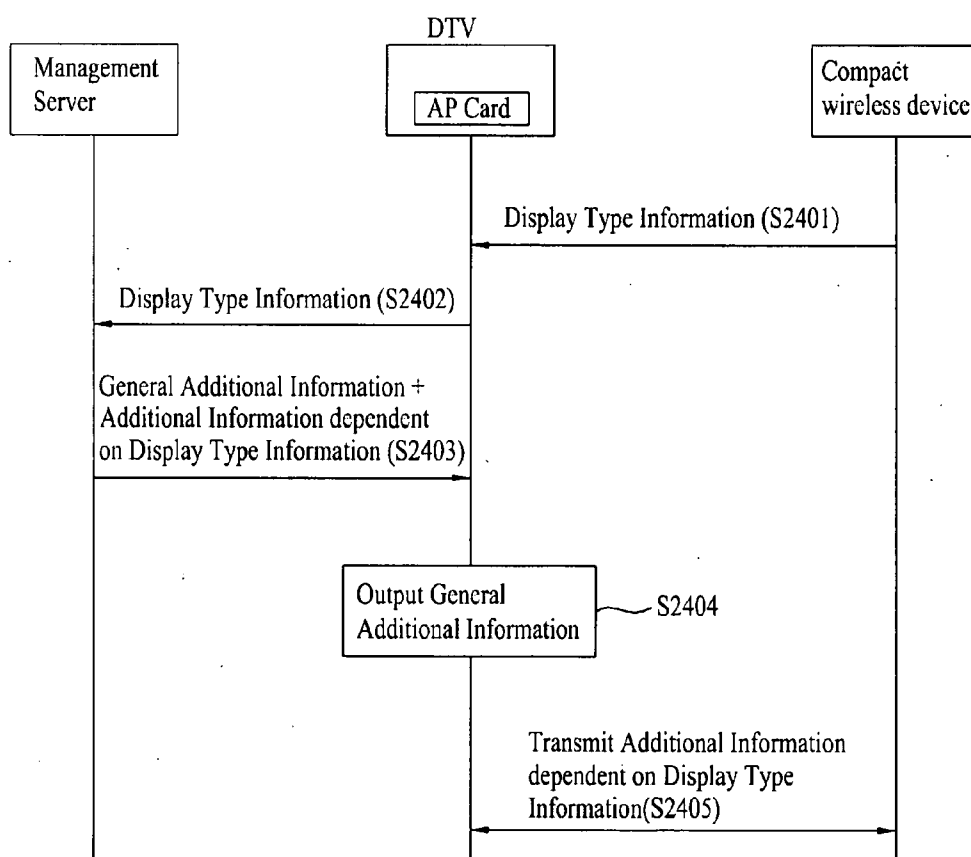 DTV
Management
Server
AP Card
Compact
wireless device
Display Type Information (S2401)
Display Type Information (S2402)
General Additional Information +
Additional Information dependent
on Display Type Information (S2403)
Output General
Additional Information
S2404
Transmit Additional Information
dependent on Display Type
Information(S2405)